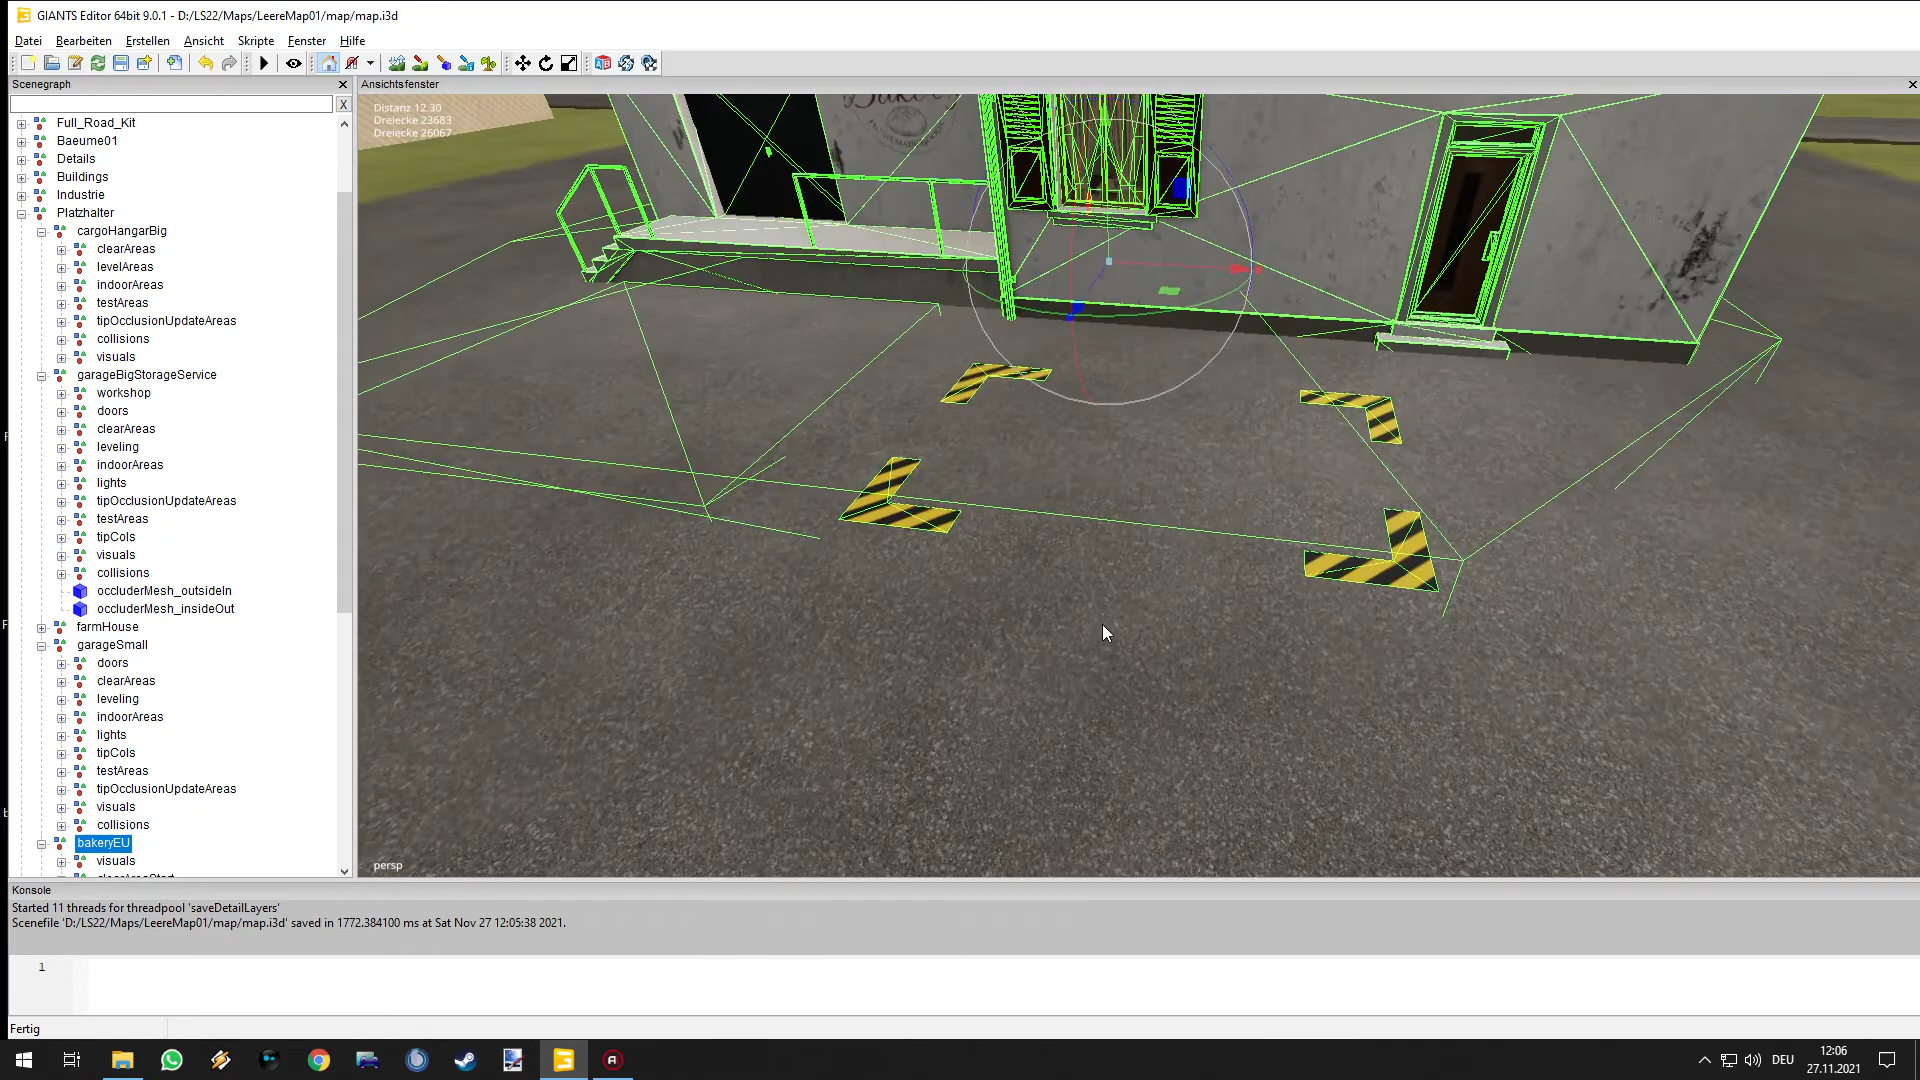 GIANTS Editor 64bit 9.0.1 - D:/LS22/Maps/LeereMap01/map/map.i3d
Datei Bearbeiten Erstellen Ansicht Skripte Fenster Hilfe
Scenegraph
X
Ansichtsfenster
Full_Road_Kit
Baeume01
Details
Buildings
Industrie
Platzhalter
cargoHangarBig
clearAreas
levelAreas
indoorAreas
testAreas
tipOcclusionUpdateAreas
collisions
visuals
garageBigStorageService
workshop
doors
clearAreas
leveling
indoorAreas
lights
tipOcclusionUpdateAreas
testAreas
tipCols
visuals
collisions
occluderMesh_outsideIn
occluderMesh_insideOut
farmHouse
garageSmall
doors
clearAreas
leveling
indoorAreas
lights
tipCols
testAreas
tipOcclusionUpdateAreas
visuals
collisions
bakeryEU
visuals
Distanz 12.30
Dreiecke 23683
Dreiecke 26067
persp
Konsole
Started 11 threads for threadpool 'saveDetailLayers'
Scenefile 'D:/LS22/Maps/LeereMap01/map/map.i3d' saved in 1772.384100 ms at Sat Nov 27 12:05:38 2021.
1
Fertig
DEU
12:06
27.11.2021